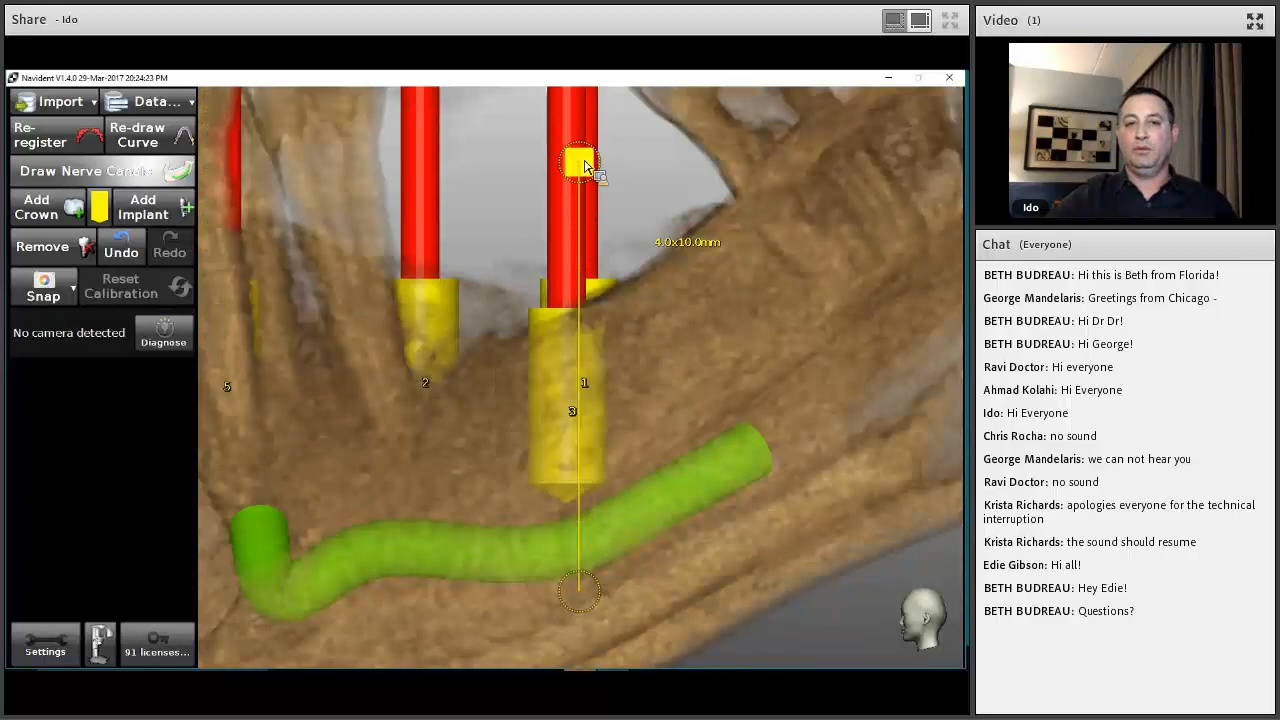 Share - Ido
Video (1)
Navident V1.4.0 29-Mar-2017 20:24:23 PM
Import
Data...
Re-register
Re-draw Curve
Draw Nerve Canals
Add Crown
Add Implant
Remove
Undo
Redo
Snap
Reset Calibration
No camera detected
Diagnose
Settings
91 licenses...
4.0x10.0mm
5
2
1
3
Ido
Chat (Everyone)
BETH BUDREAU: Hi this is Beth from Florida!
George Mandelaris: Greetings from Chicago -
BETH BUDREAU: Hi Dr Dr!
BETH BUDREAU: Hi George!
Ravi Doctor: Hi everyone
Ahmad Kolahi: Hi Everyone
Ido: Hi Everyone
Chris Rocha: no sound
George Mandelaris: we can not hear you
Ravi Doctor: no sound
Krista Richards: apologies everyone for the technical
interruption
Krista Richards: the sound should resume
Edie Gibson: Hi all!
BETH BUDREAU: Hey Edie!
BETH BUDREAU: Questions?